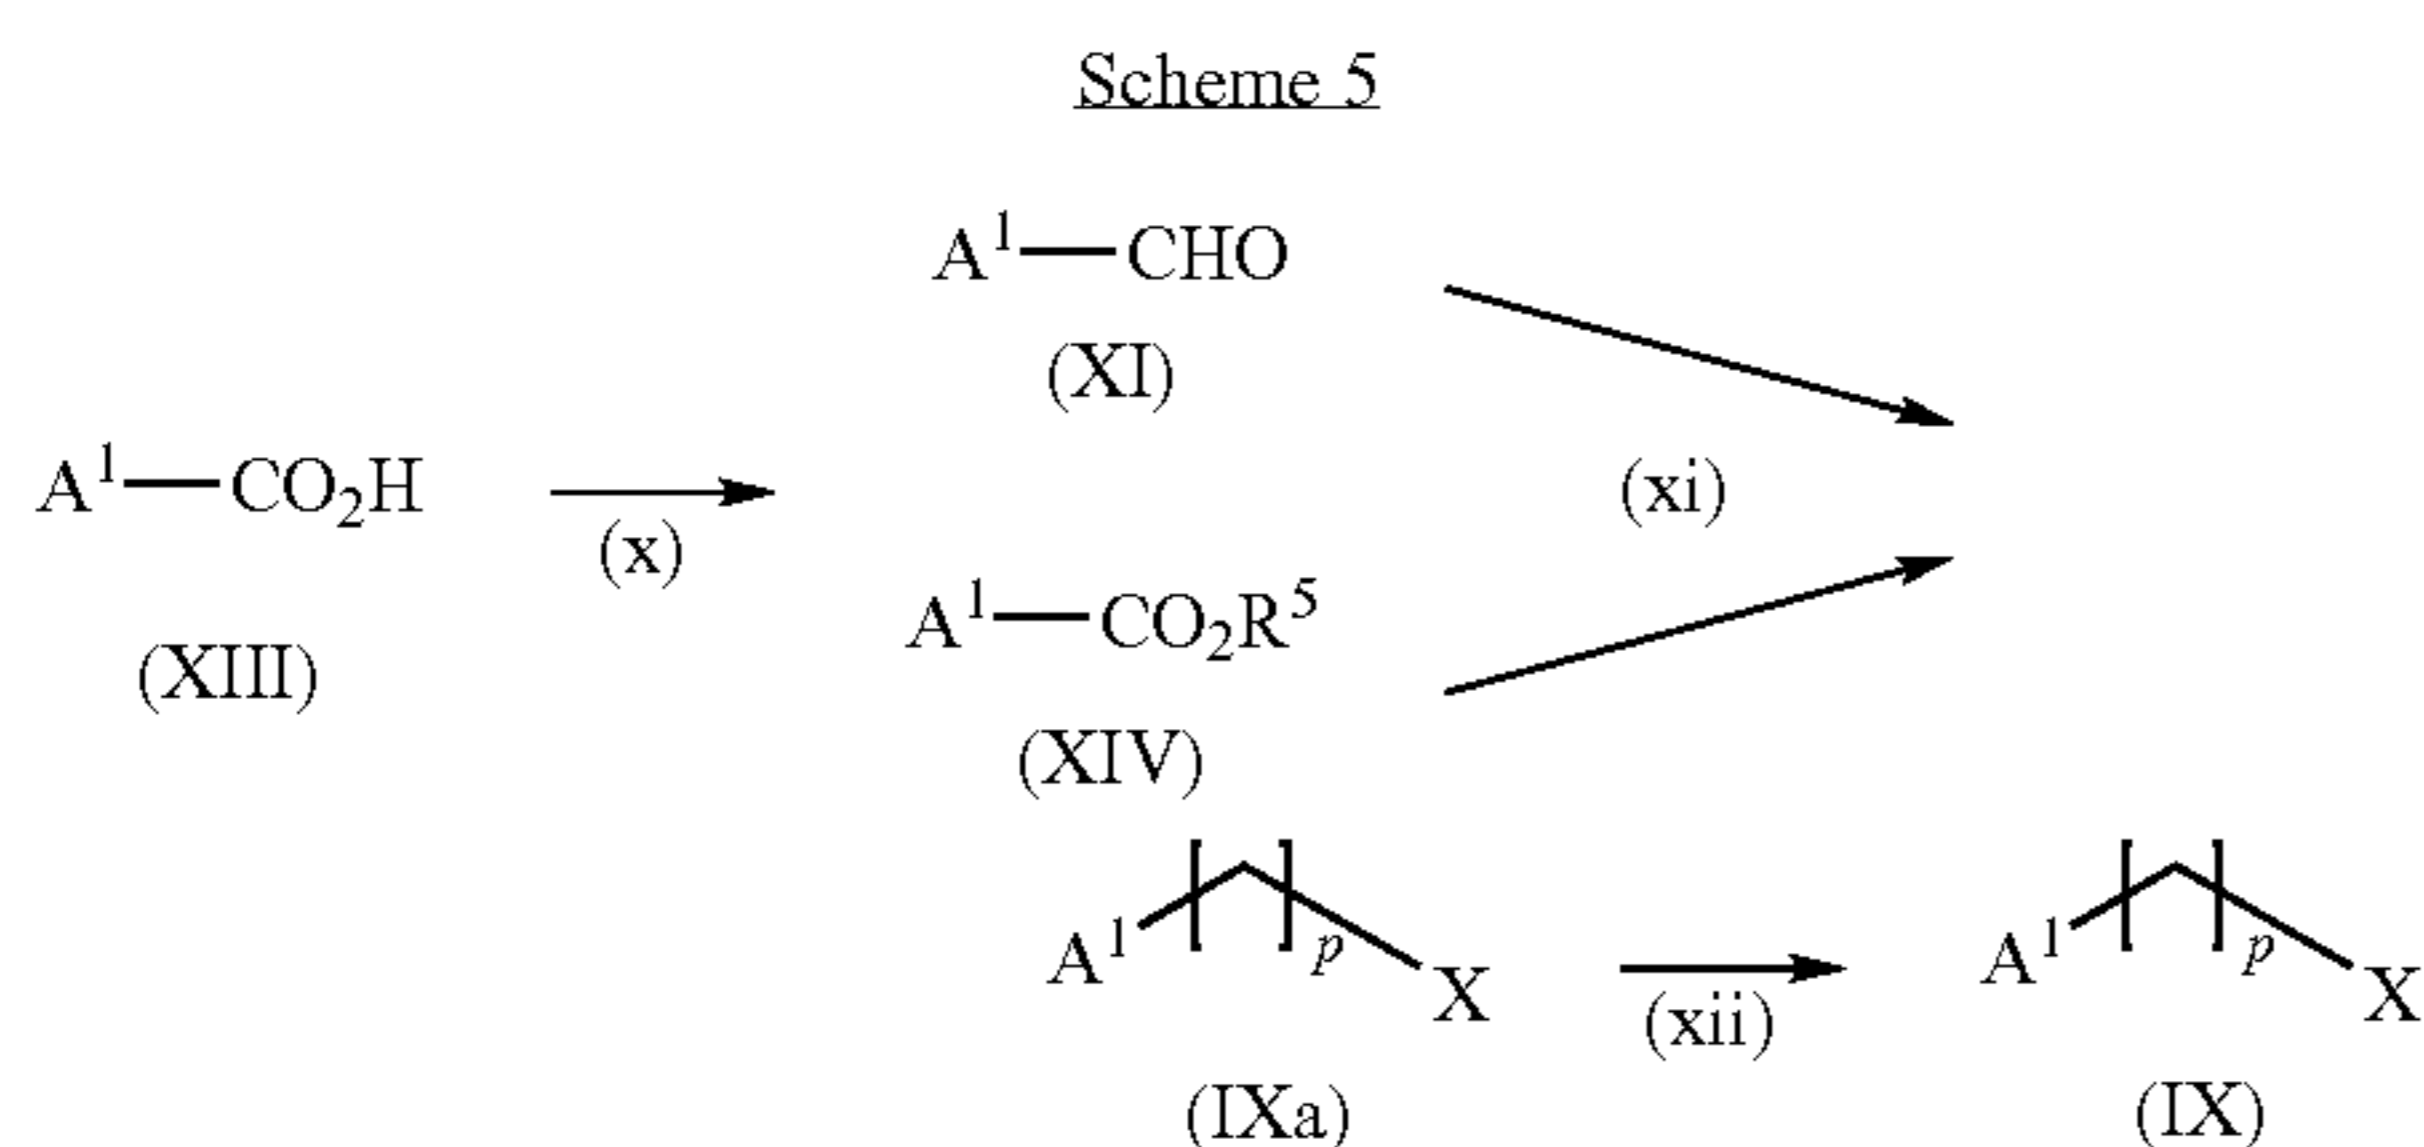 Scheme 5
A¹—CHO
(XI)
A¹—CO₂H
(x)
(xi)
(XIII)
A¹—CO₂R⁵
(XIV)
A¹ [ ]p X
(xii)
A¹ [ ]p X
(IXa)
(IX)